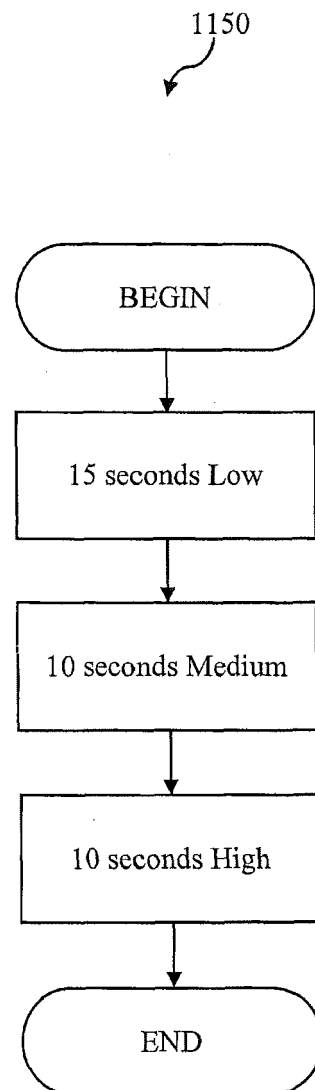 1150
BEGIN
15 seconds Low
10 seconds Medium
10 seconds High
END